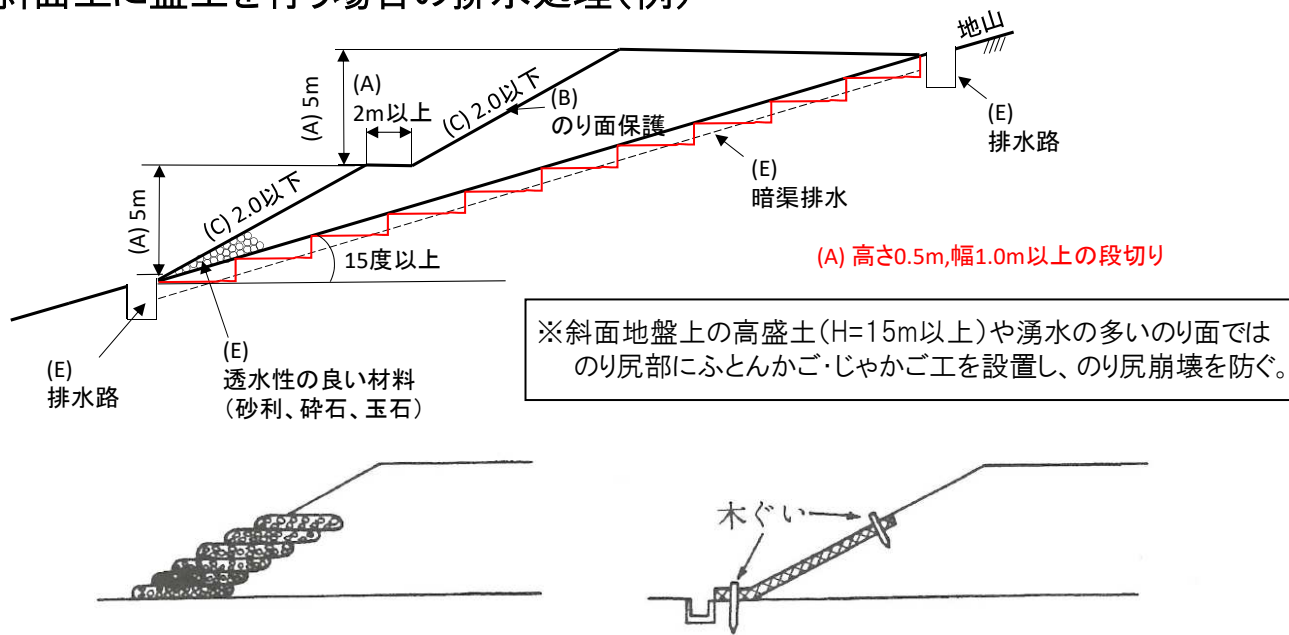 斜面上に盛土を行う場合の排水処理(例)
地山
(A) 5m
(A)
2m以上
(C) 2.0以下
(B)
のり面保護
(E)
排水路
(A) 5m
(C) 2.0以下
(E)
暗渠排水
15度以上
(A) 高さ0.5m,幅1.0m以上の段切り
(E)
排水路
(E)
透水性の良い材料
(砂利、砕石、玉石)
※斜面地盤上の高盛土(H=15m以上)や湧水の多いのり面では
のり尻部にふとんかご・じゃかご工を設置し、のり尻崩壊を防ぐ。
木ぐい